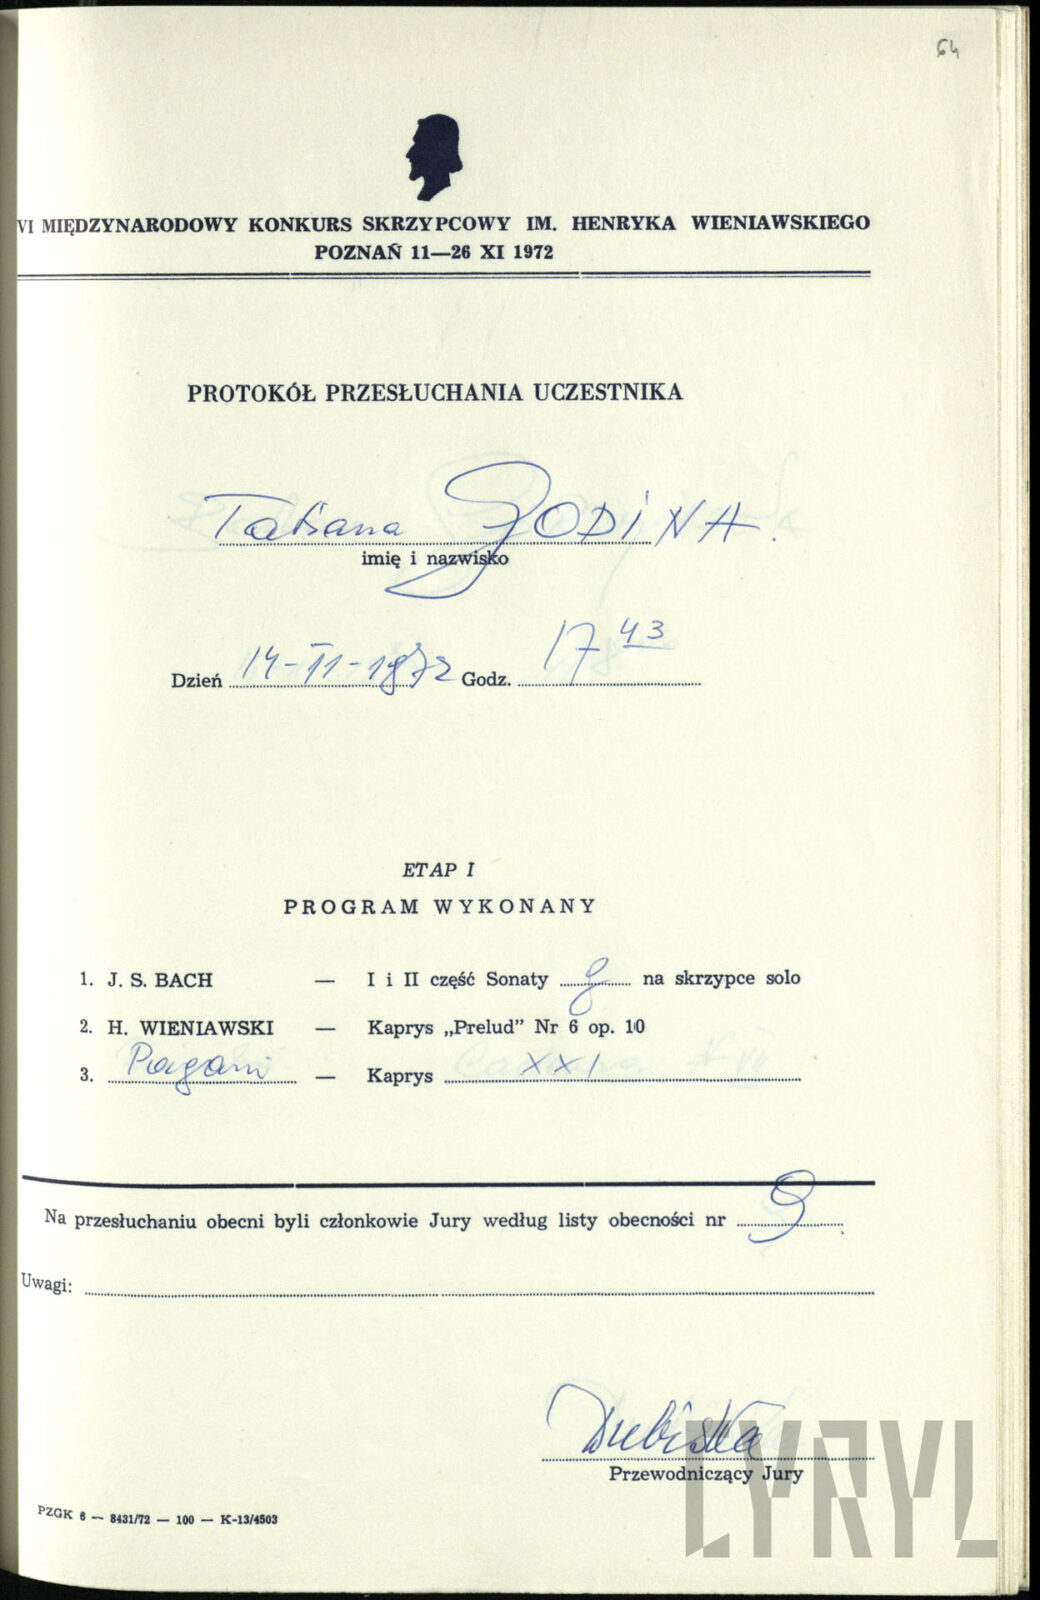 64
VI MIĘDZYNARODOWY KONKURS SKRZYPCOWY IM. HENRYKA WIENIAWSKIEGO
POZNAŃ 11—26 XI 1972
PROTOKÓŁ PRZESŁUCHANIA UCZESTNIKA
Tatiana GODINA.
imię i nazwisko
Dzień 14-11-1972 Godz. 17 43
ETAP I
PROGRAM WYKONANY
1. J. S. BACH — I i II część Sonaty g na skrzypce solo
2. H. WIENIAWSKI — Kaprys „Prelud” Nr 6 op. 10
3. Pagani — Kaprys XXI
Na przesłuchaniu obecni byli członkowie Jury według listy obecności nr 9
Uwagi:
Dubiska
Przewodniczący Jury
PZGK 6 — 8431/72 — 100 — K-13/4503
CYRYL